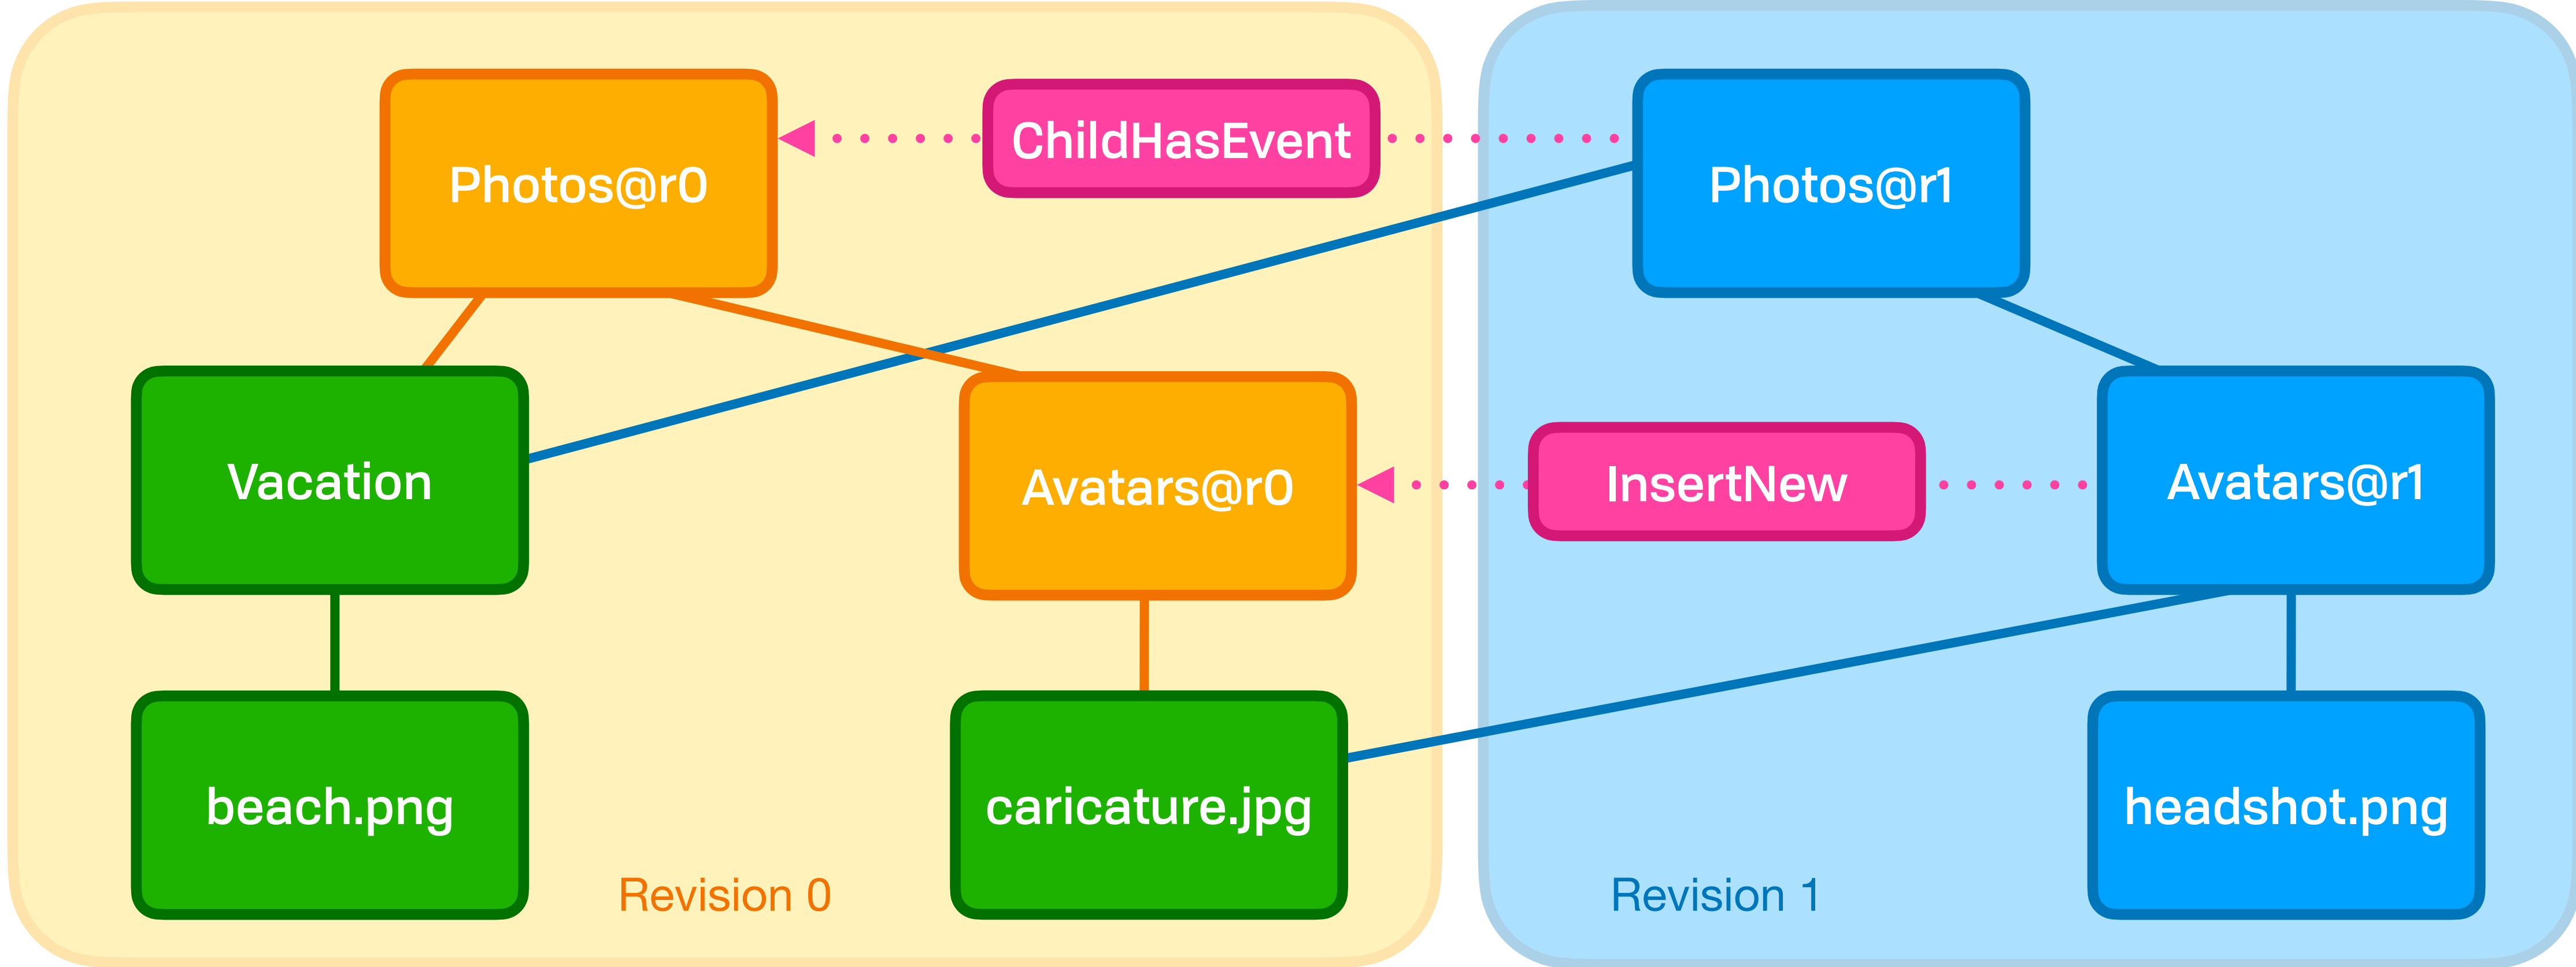 Photos@r0
ChildHasEvent
Photos@r1
Vacation
Avatars@r0
InsertNew
Avatars@r1
beach.png
caricature.jpg
headshot.png
Revision 0
Revision 1